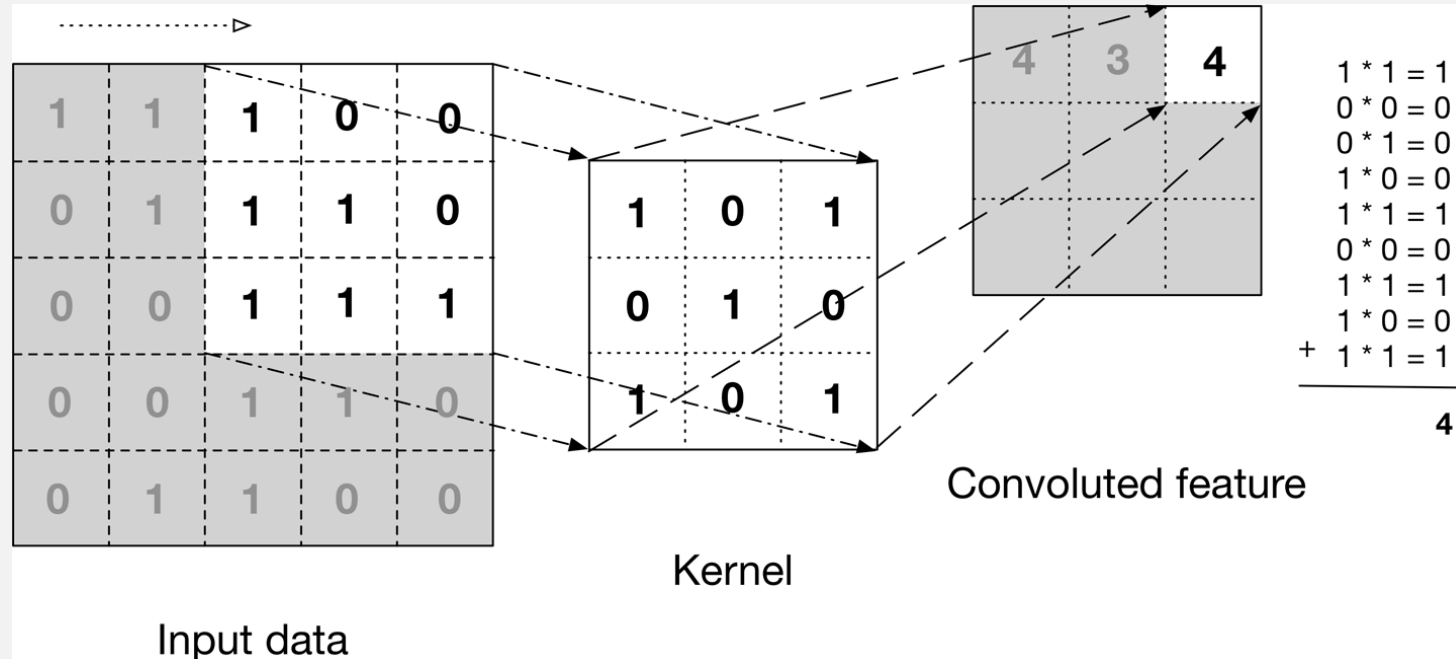 1 1 1 0 0
0 1 1 1 0
0 0 1 1 1
0 0 1 1 0
0 1 1 0 0
Input data
1 0 1
0 1 0
1 0 1
Kernel
4 3 4
Convoluted feature
1 * 1 = 1
0 * 0 = 0
0 * 1 = 0
1 * 0 = 0
1 * 1 = 1
0 * 0 = 0
1 * 1 = 1
1 * 0 = 0
+ 1 * 1 = 1
4